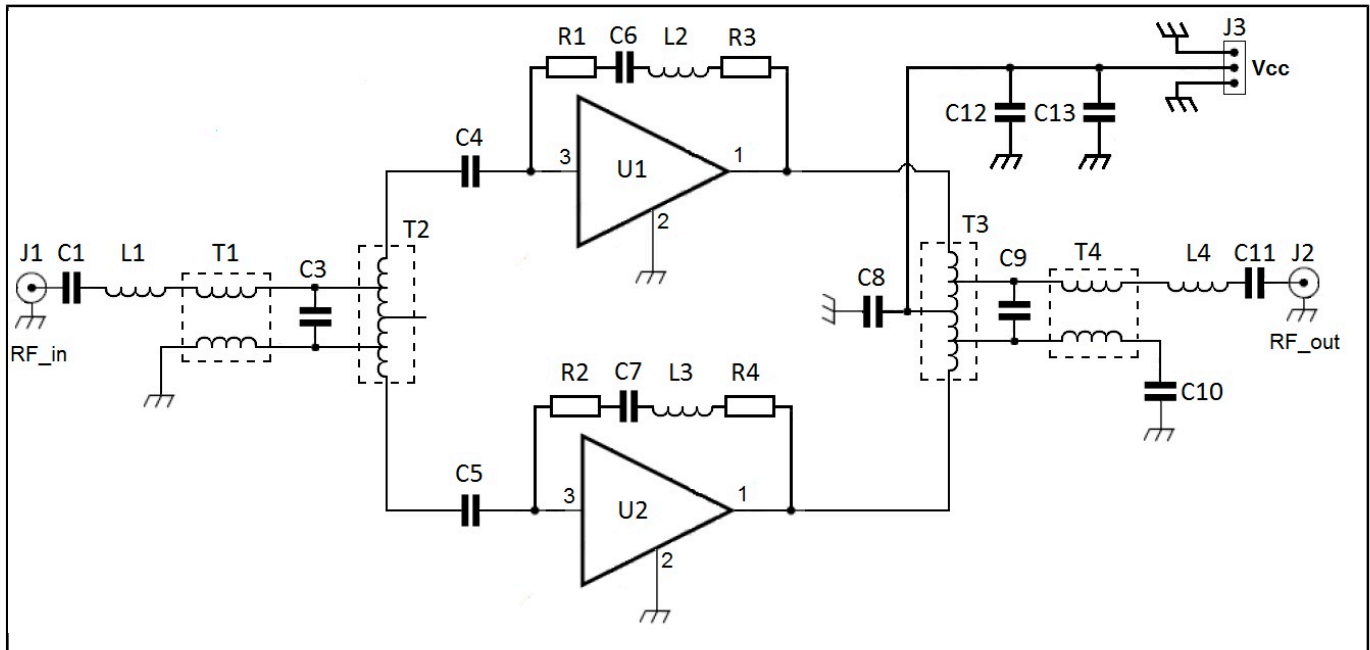 R1 C6 L2 R3
J3
Vcc
C12 C13
C4
3 U1 1
2
T2
T3
J1 C1 L1 T1 C3
C8
C9 T4 L4 C11 J2
RF_in
RF_out
R2 C7 L3 R4
C10
C5
3 U2 1
2